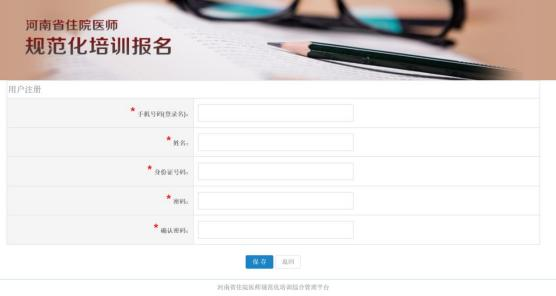 河南省住院医师
规范化培训报名
用户注册
* 手机号码(登录名):
* 姓名:
* 身份证号码:
* 密码:
* 确认密码:
保 存 返回
河南省住院医师规范化培训综合管理平台